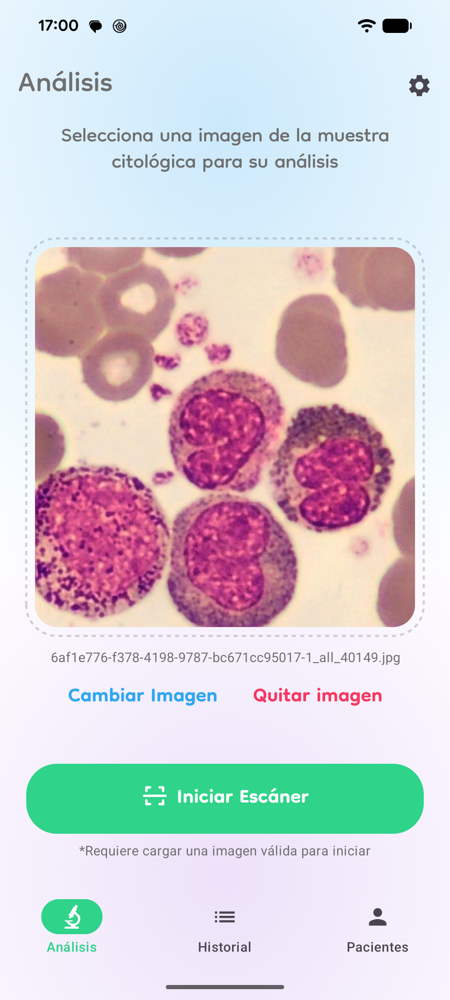 17:00
Análisis
Selecciona una imagen de la muestra
citológica para su análisis
6af1e776-f378-4198-9787-bc671cc95017-1_all_40149.jpg
Cambiar Imagen
Quitar imagen
Iniciar Escáner
*Requiere cargar una imagen válida para iniciar
Análisis
Historial
Pacientes